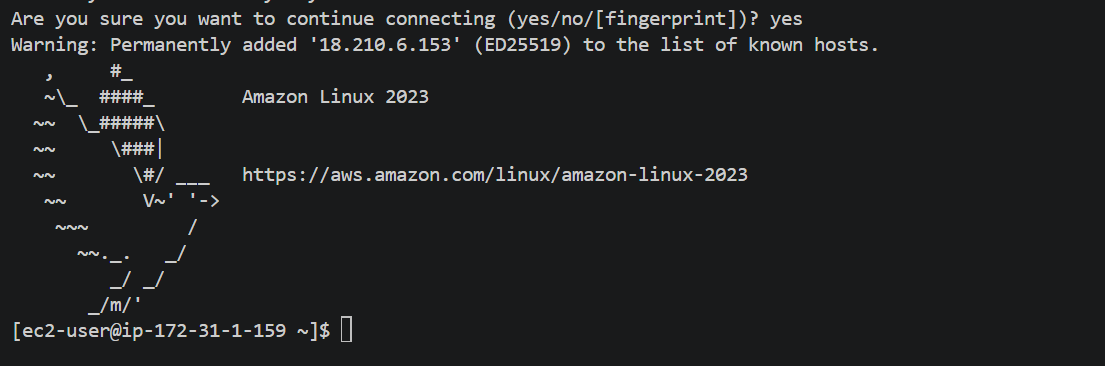 Are you sure you want to continue connecting (yes/no/[fingerprint])? yes
Warning: Permanently added '18.210.6.153' (ED25519) to the list of known hosts.
   ,     #_
   ~\_  ####_        Amazon Linux 2023
  ~~  \_#####\
  ~~     \###|
  ~~       \#/ ___   https://aws.amazon.com/linux/amazon-linux-2023
   ~~       V~' '->
    ~~~         /
      ~~._.   _/
         _/ _/
       _/m/'
[ec2-user@ip-172-31-1-159 ~]$